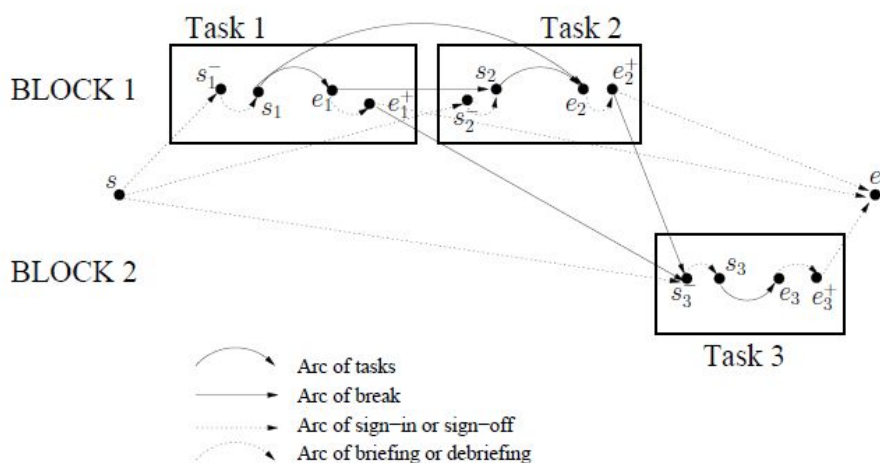 Task 1 Task 2
BLOCK 1
s₁⁻ s₁ e₁ e₁⁺ s₂⁻ s₂ e₂ e₂⁺
s e
BLOCK 2
s₃⁻ s₃ e₃ e₃⁺
Task 3
Arc of tasks
Arc of break
Arc of sign−in or sign−off
Arc of briefing or debriefing